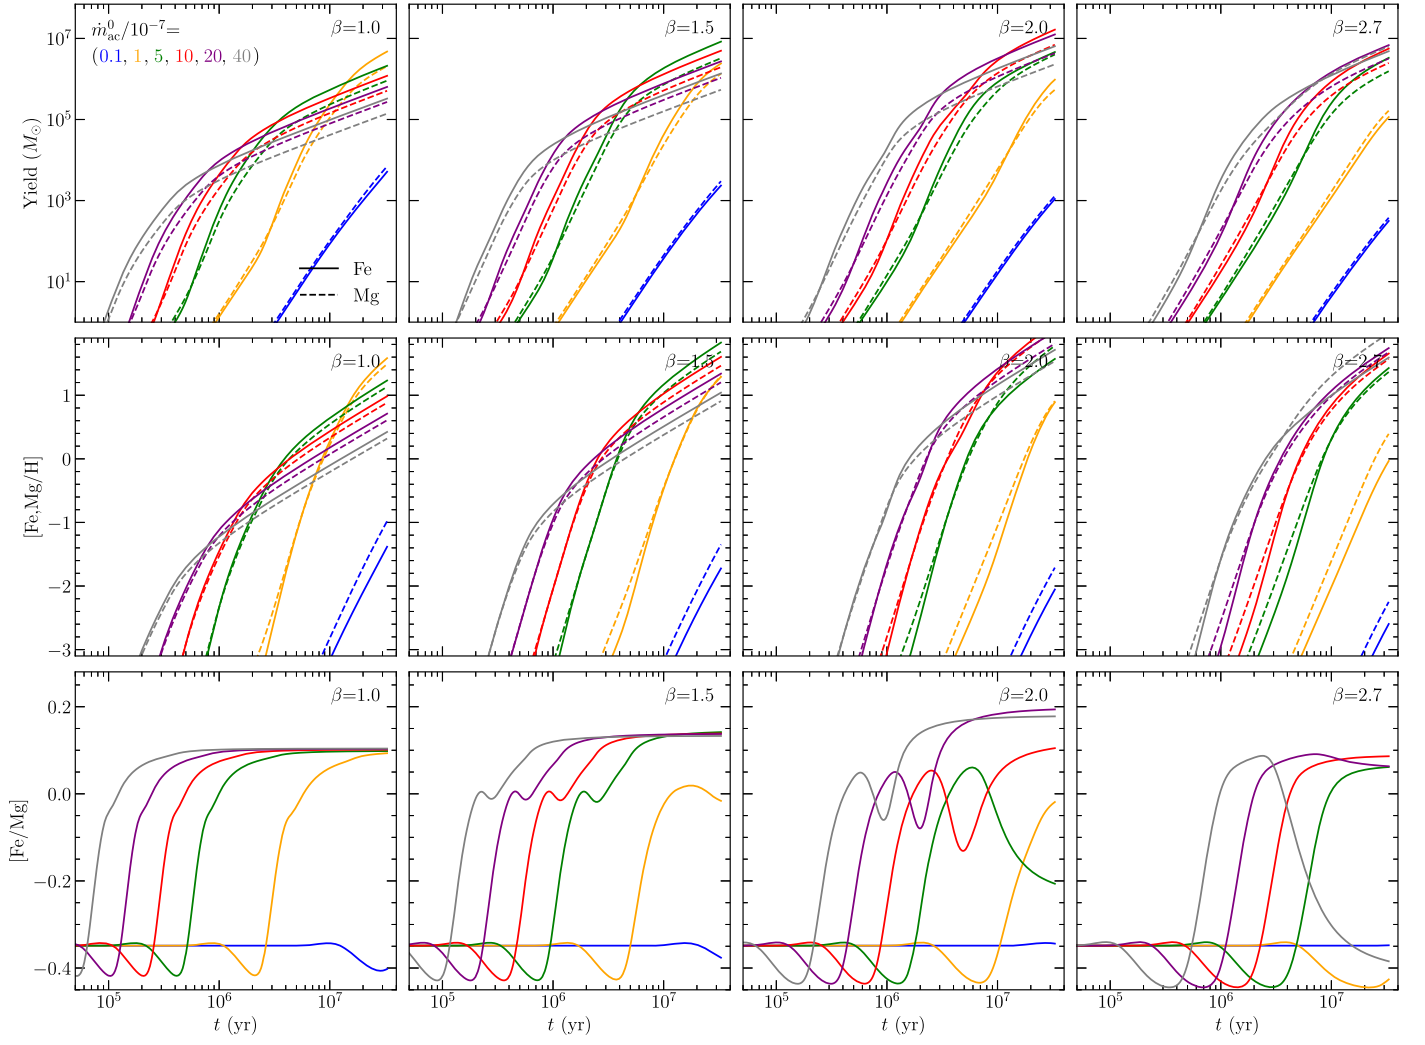 ṁ⁰ac/10⁻⁷=
(0.1, 1, 5, 10, 20, 40)
β=1.0
β=1.5
β=2.0
β=2.7
10⁷
10⁵
10³
10¹
Yield (M⊙)
Fe
Mg
β=1.0
β=1.5
β=2.0
β=2.7
1
0
−1
−2
−3
[Fe,Mg/H]
β=1.0
β=1.5
β=2.0
β=2.7
0.2
0.0
−0.2
−0.4
[Fe/Mg]
10⁵ 10⁶ 10⁷
10⁵ 10⁶ 10⁷
10⁵ 10⁶ 10⁷
10⁵ 10⁶ 10⁷
t (yr)
t (yr)
t (yr)
t (yr)